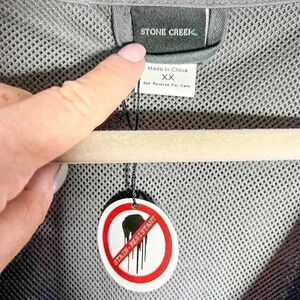 STONE CREEK
Made In China
XX
See Reverse For Care
STAIN RESISTANT